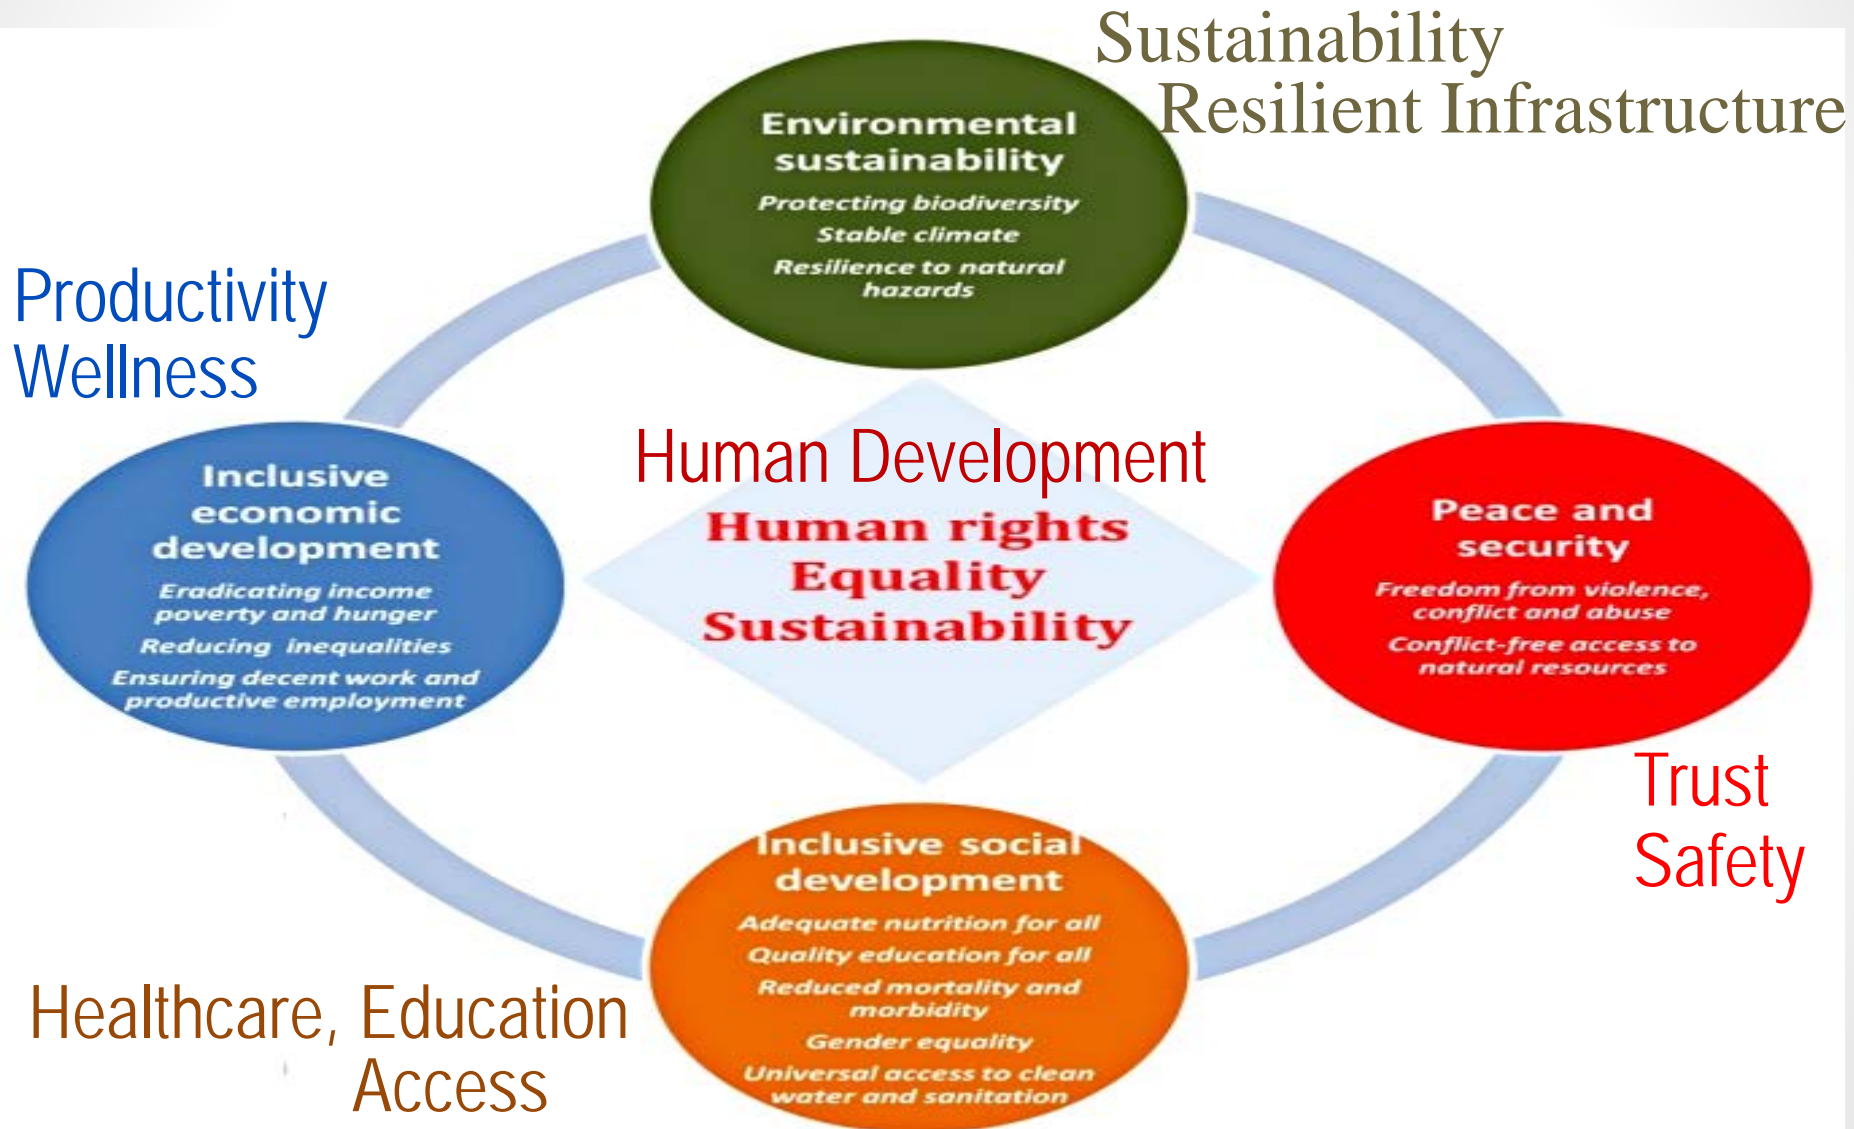 Sustainability
Resilient Infrastructure
Environmental
sustainability
Protecting biodiversity
Stable climate
Resilience to natural
hazards
Productivity
Wellness
Inclusive
economic
development
Eradicating income
poverty and hunger
Reducing inequalities
Ensuring decent work and
productive employment
Human Development
Human rights
Equality
Sustainability
Peace and
security
Freedom from violence,
conflict and abuse
Conflict-free access to
natural resources
Trust
Safety
Inclusive social
development
Adequate nutrition for all
Quality education for all
Reduced mortality and
morbidity
Gender equality
Universal access to clean
water and sanitation
Healthcare, Education
Access